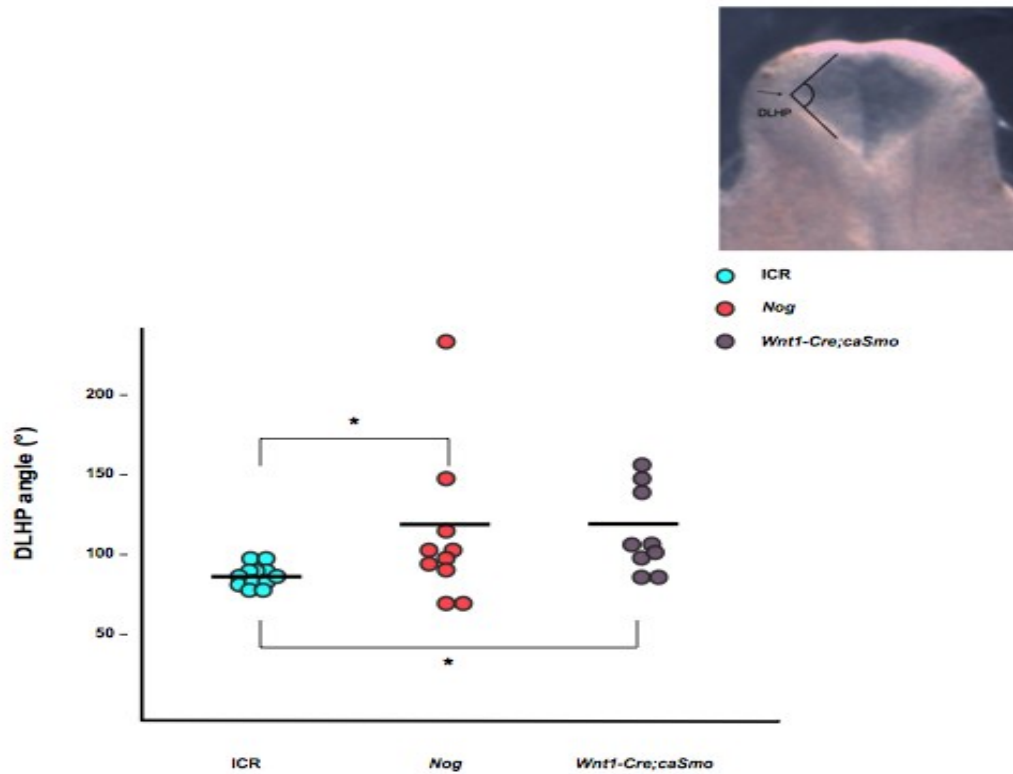 DLHP
ICR
Nog
Wnt1-Cre;caSmo
DLHP angle (º)
200
150
100
50
*
*
ICR
Nog
Wnt1-Cre;caSmo